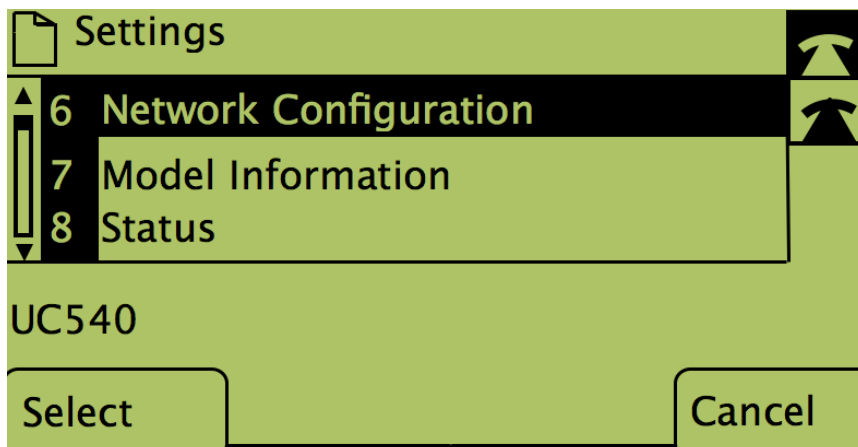 Settings
6 Network Configuration
7 Model Information
8 Status
UC540
Select Cancel